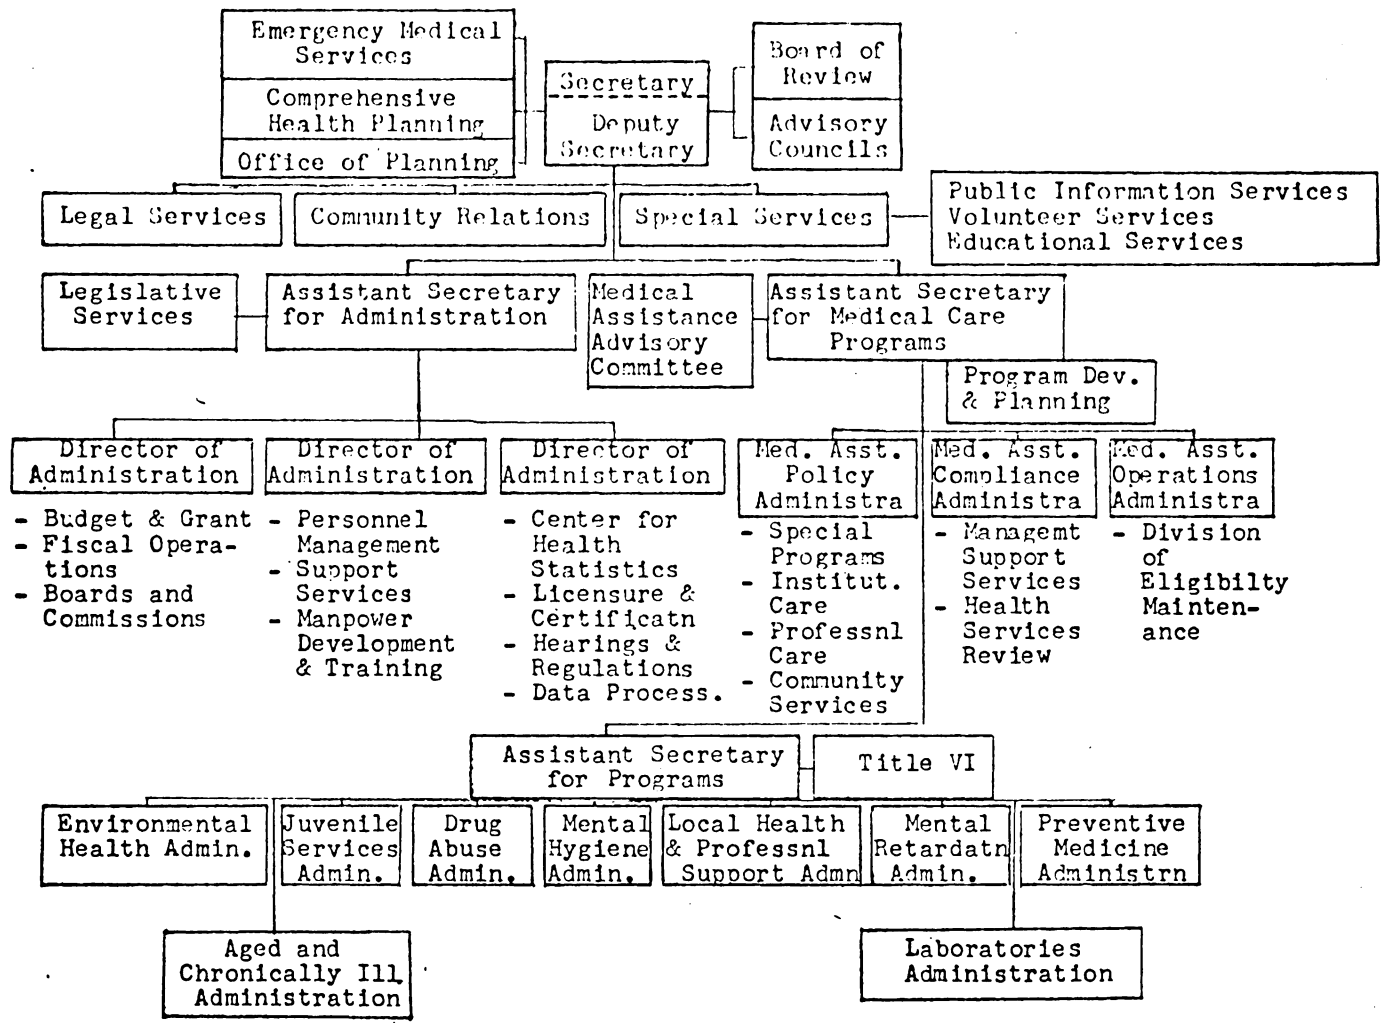 Emergency Medical
Services
Comprehensive
Health Planning
Office of Planning
Secretary
Deputy
Secretary
Board of
Review
Advisory
Councils
Legal Services
Community Relations
Special Services
Public Information Services
Volunteer Services
Educational Services
Legislative
Services
Assistant Secretary
for Administration
Medical
Assistance
Advisory
Committee
Assistant Secretary
for Medical Care
Programs
Program Dev.
& Planning
Director of
Administration
- Budget & Grant
- Fiscal Opera-
tions
- Boards and
Commissions
Director of
Administration
- Personnel
Management
- Support
Services
- Manpower
Development
& Training
Director of
Administration
- Center for
Health
Statistics
- Licensure &
Certificatn
- Hearings &
Regulations
- Data Process.
Med. Asst.
Policy
Administra
- Special
Programs
- Institut.
Care
- Professnl
Care
- Community
Services
Med. Asst.
Compliance
Administra
- Managemt
Support
Services
- Health
Services
Review
Med. Asst.
Operations
Administra
- Division
of
Eligibilty
Mainten-
ance
Assistant Secretary
for Programs
Title VI
Environmental
Health Admin.
Juvenile
Services
Admin.
Drug
Abuse
Admin.
Mental
Hygiene
Admin.
Local Health
& Professnl
Support Admn
Mental
Retardatn
Admin.
Preventive
Medicine
Administrn
Aged and
Chronically Ill
Administration
Laboratories
Administration